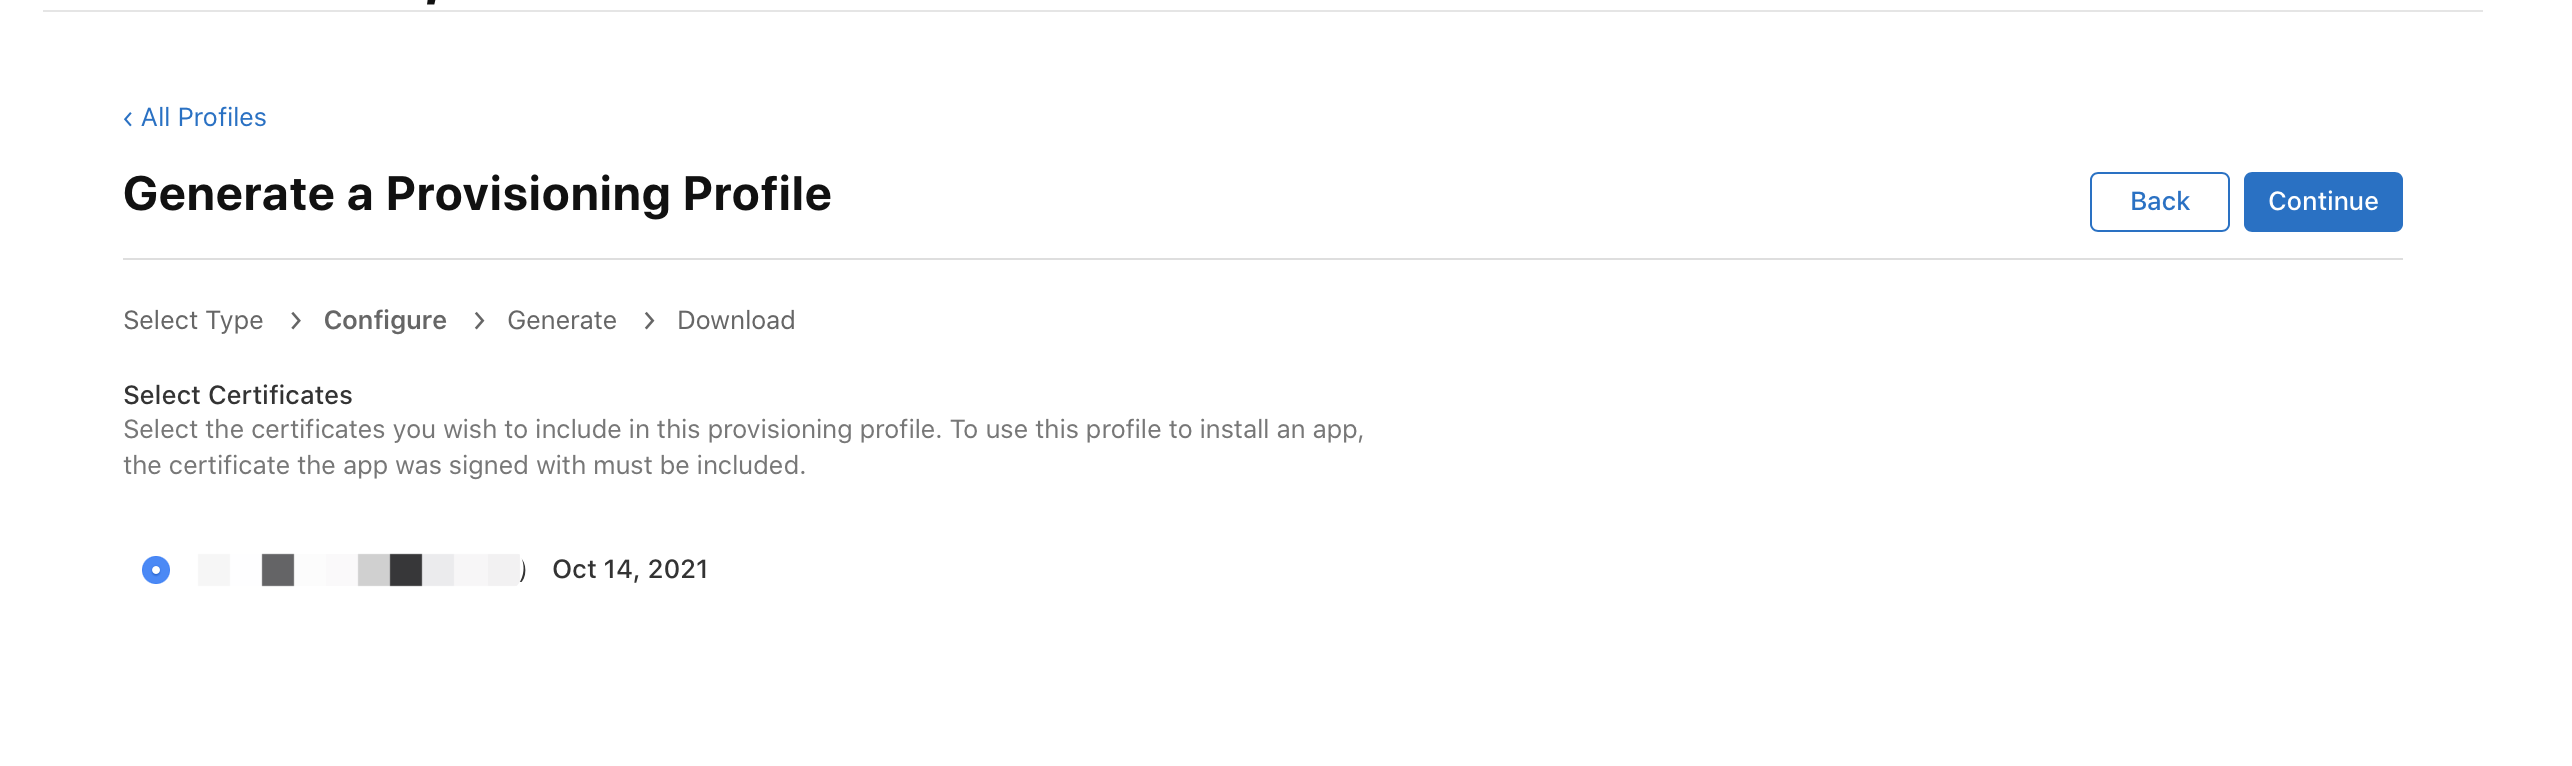 ‹ All Profiles
Generate a Provisioning Profile
Back
Continue
Select Type > Configure > Generate > Download
Select Certificates
Select the certificates you wish to include in this provisioning profile. To use this profile to install an app,
the certificate the app was signed with must be included.
) Oct 14, 2021